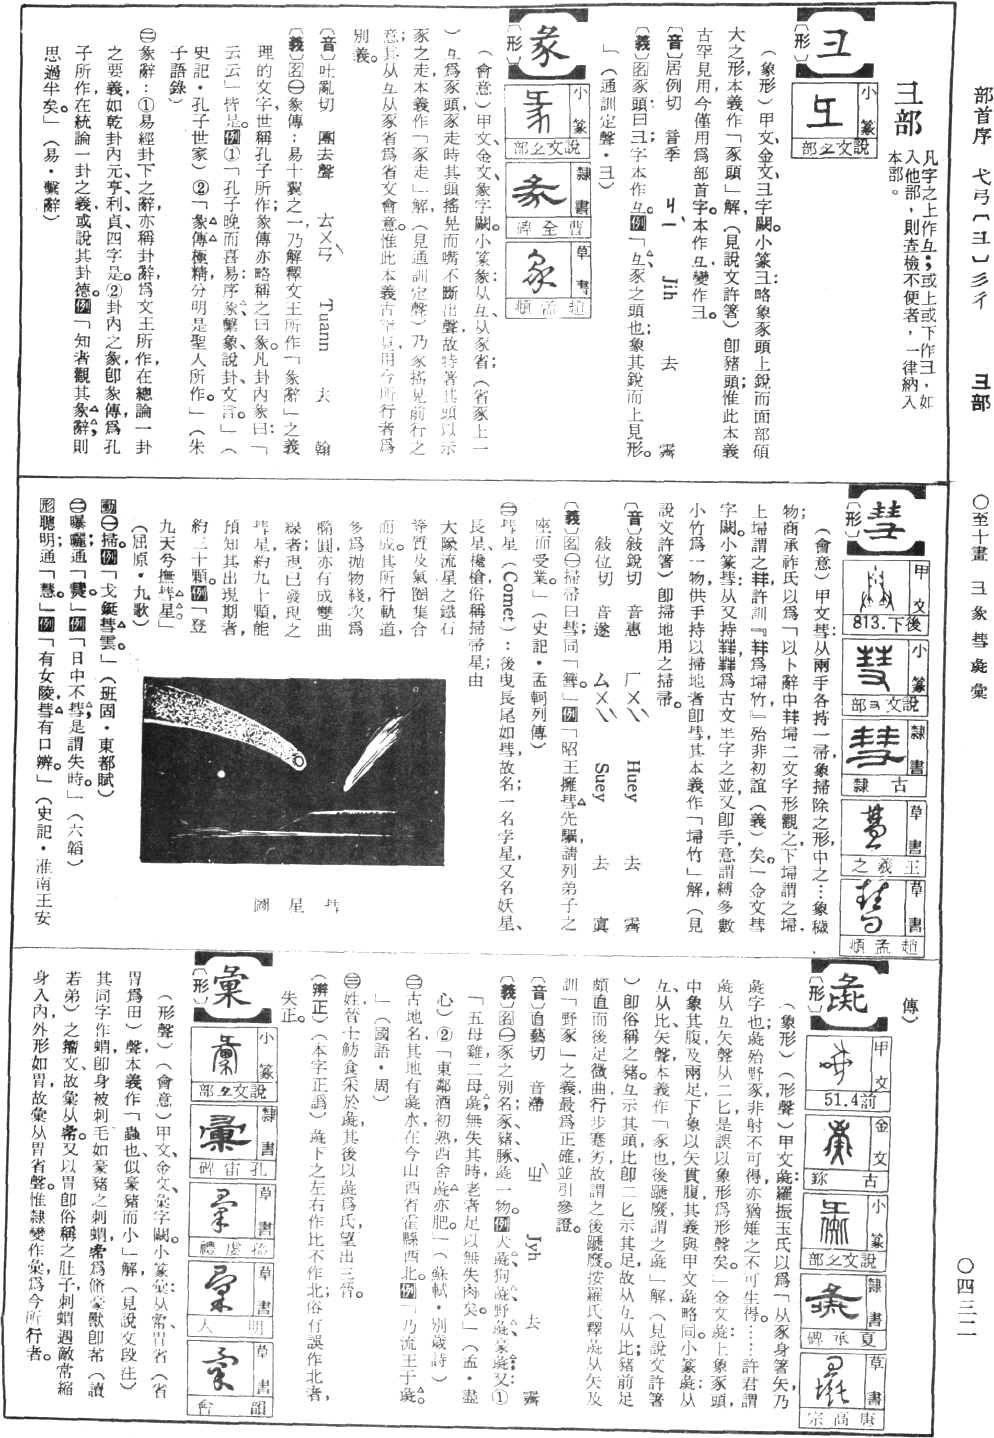 部首序 弋弓〔彐〕彡彳 彐部 ○至十畫 彐彖彗彘彙 ○四三二
彐部
凡字之上作彑；或上或下作彐，如
入他部，則查檢不便者，一律納入
本部。
彐
〔形〕
小篆
說文彑部
（象形）甲文、金文彐字闕。小篆彐：略象豕頭上銳而面部碩
大之形，本義作「豕頭」解（見說文許箸）即豬頭；惟此本義
古罕見用，今僅用爲部首字。本作彑，變作彐。
〔音〕居例切 音季 ㄐㄧˋ Jih 去 霽
〔義〕名豕頭曰彐；字本作彑。例「彑，豕之頭也；象其銳而上見形。
」（通訓定聲・彐）
彖
〔形〕
小篆
說文彑部
隸書
曹全碑
草書
趙孟頫
（會意）甲文、金文彖字闕。小篆彖：从彑，从豕省；（省豕上一
）彑爲豕頭，豕走時其頭搖晃而嘴不斷出聲，故特著其頭以示
豕之走，本義作「豕走」解（見通訓定聲）乃豕搖晃前行之
意，其从彑从豕省爲省文會意。惟此本義古罕見用，今所行者爲
別義。
〔音〕吐亂切 團去聲 ㄊㄨㄢˋ Tuann 去 翰
〔義〕名㊀彖傳：易十翼之一，乃解釋文王所作「彖辭」之義
理的文字，世稱孔子所作；彖傳亦略稱之曰彖，凡卦內彖曰：「
云云」皆是。例①「孔子晚而喜易，序彖、繫、象、說卦、文言。」（
史記・孔子世家）②「彖傳極精，分明是聖人所作。」（朱
子語錄）
㊁彖辭：①易經卦下之辭，亦稱卦辭，爲文王所作，在總論一卦
之要義，如乾卦內元、亨、利、貞四字是。②卦內之彖，即彖傳，爲孔
子所作，在統論一卦之義，或說其卦德。例「知者觀其彖辭，則
思過半矣。」（易・繫辭）
彗
〔形〕
甲文
後下.813
小篆
說文彐部
隸書
古隸
草書
王羲之
草書
趙孟頫
（會意）甲文彗：从兩手各持一帚，象掃除之形，中之…象穢
物；商承祚氏以爲「以卜辭中𢏚埽二文字形觀之，下埽謂之埽，
上埽謂之𢏚，許訓『𢏚爲埽竹』，殆非初誼（義）矣。」金文彗
字闕。小篆彗：从又持𢏚，𢏚爲古文𡴀字之並，又即手，意謂縛多數
小竹爲一物，供手持以掃地者即彗，其本義作「埽竹」解（見
說文許箸）即掃地用之掃帚。
〔音〕敍銳切 音惠 ㄏㄨㄟˋ Huey 去 霽
敍位切 音遂 ㄙㄨㄟˋ Suey 去 寘
〔義〕名㊀掃帚曰彗；同「篲」。例「昭王擁彗先驅，請列弟子之
座而受業。」（史記・孟軻列傳）
㊁彗星（Comet）：後曳長尾如彗，故名；一名孛星，又名妖星、
長星、欃槍，俗稱掃帚星；由
大隊流星之鐵石
等質及氣團集合
而成。其所行軌道，
多爲拋物綫，次爲
橢圓，亦有成雙曲
線者；現已發現之
彗星約九十顆，能
預知其出現期者，
約三十顆。例「登
九天兮撫彗星。」
（屈原・九歌）
彗星圖
動㊀掃。例「戈鋋彗雲。」（班固・東都賦）
㊁曝曬；通「㷞」。例「日中不彗，是謂失時。」（六韜）
形聰明；通「慧。」例「有女陵，彗有口辨。」（史記・淮南王安
傳）
彘
〔形〕
甲文
前4.51
金文
古鉨
小篆
說文彑部
隸書
夏承碑
草書
唐高宗
（象形）（形聲）甲文彘：羅振玉氏以爲「从豕身箸矢，乃
彘字也；彘殆野豕，非射不可得，亦猶雉之不可生得。……許君謂
彘从彑矢聲，从二匕，是誤以象形爲形聲矣。」金文彘：上象豕頭，
中象其腹及兩足，下象以矢貫腹，其義與甲文彘略同。小篆彘：从
彑、从比矢聲，本義作「豕也，後蹏廢謂之彘」解（見說文許箸
）即俗稱之豬。彑示其頭，比即二匕示其足，故从彑从比；豬前足
頗直而後足微曲，行步蹇劣，故謂之後蹏廢。按羅氏釋彘从矢及
訓「野豕」之義最爲正確，並引參證。
〔音〕直藝切 音滯 ㄓˋ Jyh 去 霽
〔義〕名㊀豕之別名；豕、豬、豚、彘一物。例犬彘、狗彘、野彘、豪彘；又：①
「五母雞，二母彘，無失其時，老者足以無失肉矣。」（孟・盡
心）②「東鄰酒初熟，西舍彘亦肥。」（蘇軾・別歲詩）
㊁古地名；其地有彘水，在今山西省霍縣西北。例「乃流王于彘。
」（國語・周）
㊂姓；晉士魴食采於彘，其後以彘爲氏，望出三晉。
〔辨正〕（本字正譌）彘下之左右作比不作北；俗有誤作北者，
失正。
彙
〔形〕
小篆
說文彑部
隸書
孔宙碑
草書
孫虔禮
草書
明人
草書
韻會
（形聲）（會意）甲文、金文彙字闕。小篆彙：从㣇，胃省（省
胃爲田）聲，本義作「蟲也，似豪豬而小」解（見說文段注）
其同字作蝟，即身被刺毛如豪豬之刺蝟，㣇爲脩豪獸，即㣇（讀
若弟）之籀文，故彙从㣇。又以胃即俗稱之肚子，刺蝟遇敵常縮
身入內，外形如胃，故彙从胃省聲。惟隸變作彙，爲今所行者。